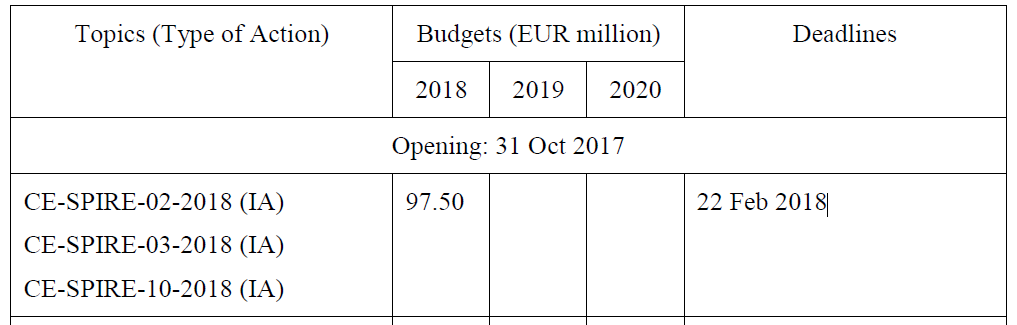 Topics (Type of Action) Budgets (EUR million) Deadlines
2018 2019 2020
Opening: 31 Oct 2017
CE-SPIRE-02-2018 (IA) 97.50 22 Feb 2018
CE-SPIRE-03-2018 (IA)
CE-SPIRE-10-2018 (IA)